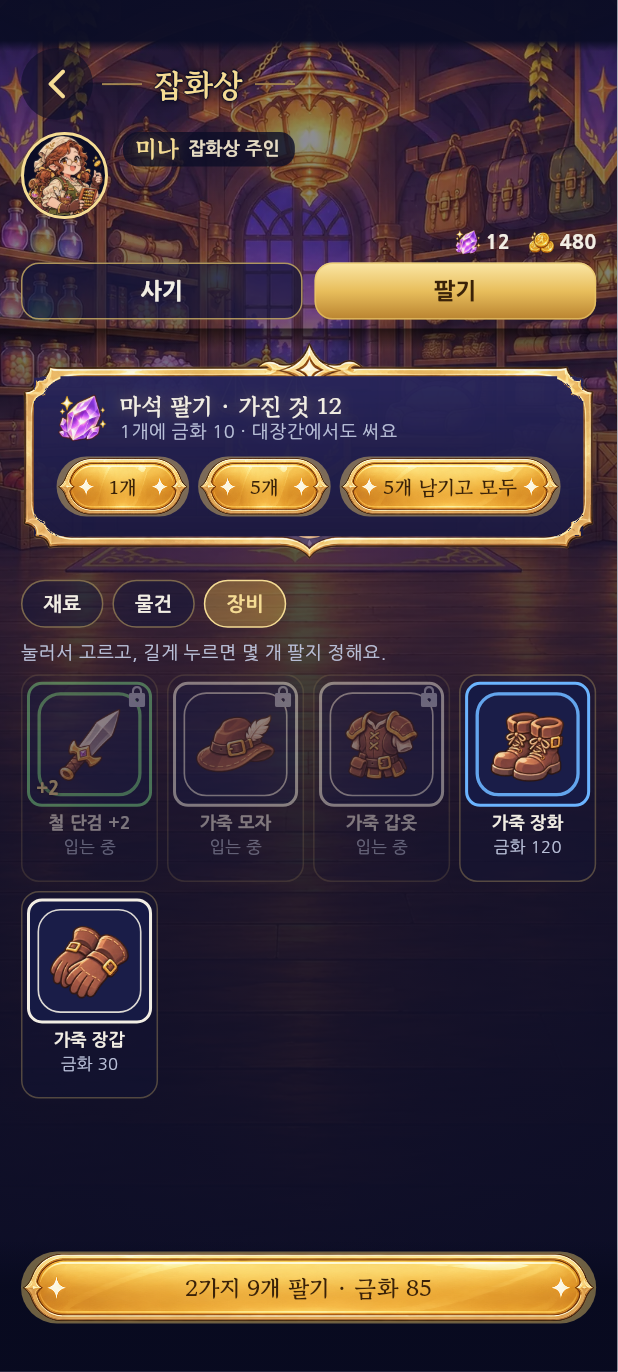 잡화상
미나 잡화상 주인
12 480
사기 팔기
마석 팔기 · 가진 것 12
1개에 금화 10 · 대장간에서도 써요
1개 5개 5개 남기고 모두
재료 물건 장비
눌러서 고르고, 길게 누르면 몇 개 팔지 정해요.
+2
철 단검 +2 가죽 모자 가죽 갑옷 가죽 장화
입는 중 입는 중 입는 중 금화 120
가죽 장갑
금화 30
2가지 9개 팔기 · 금화 85